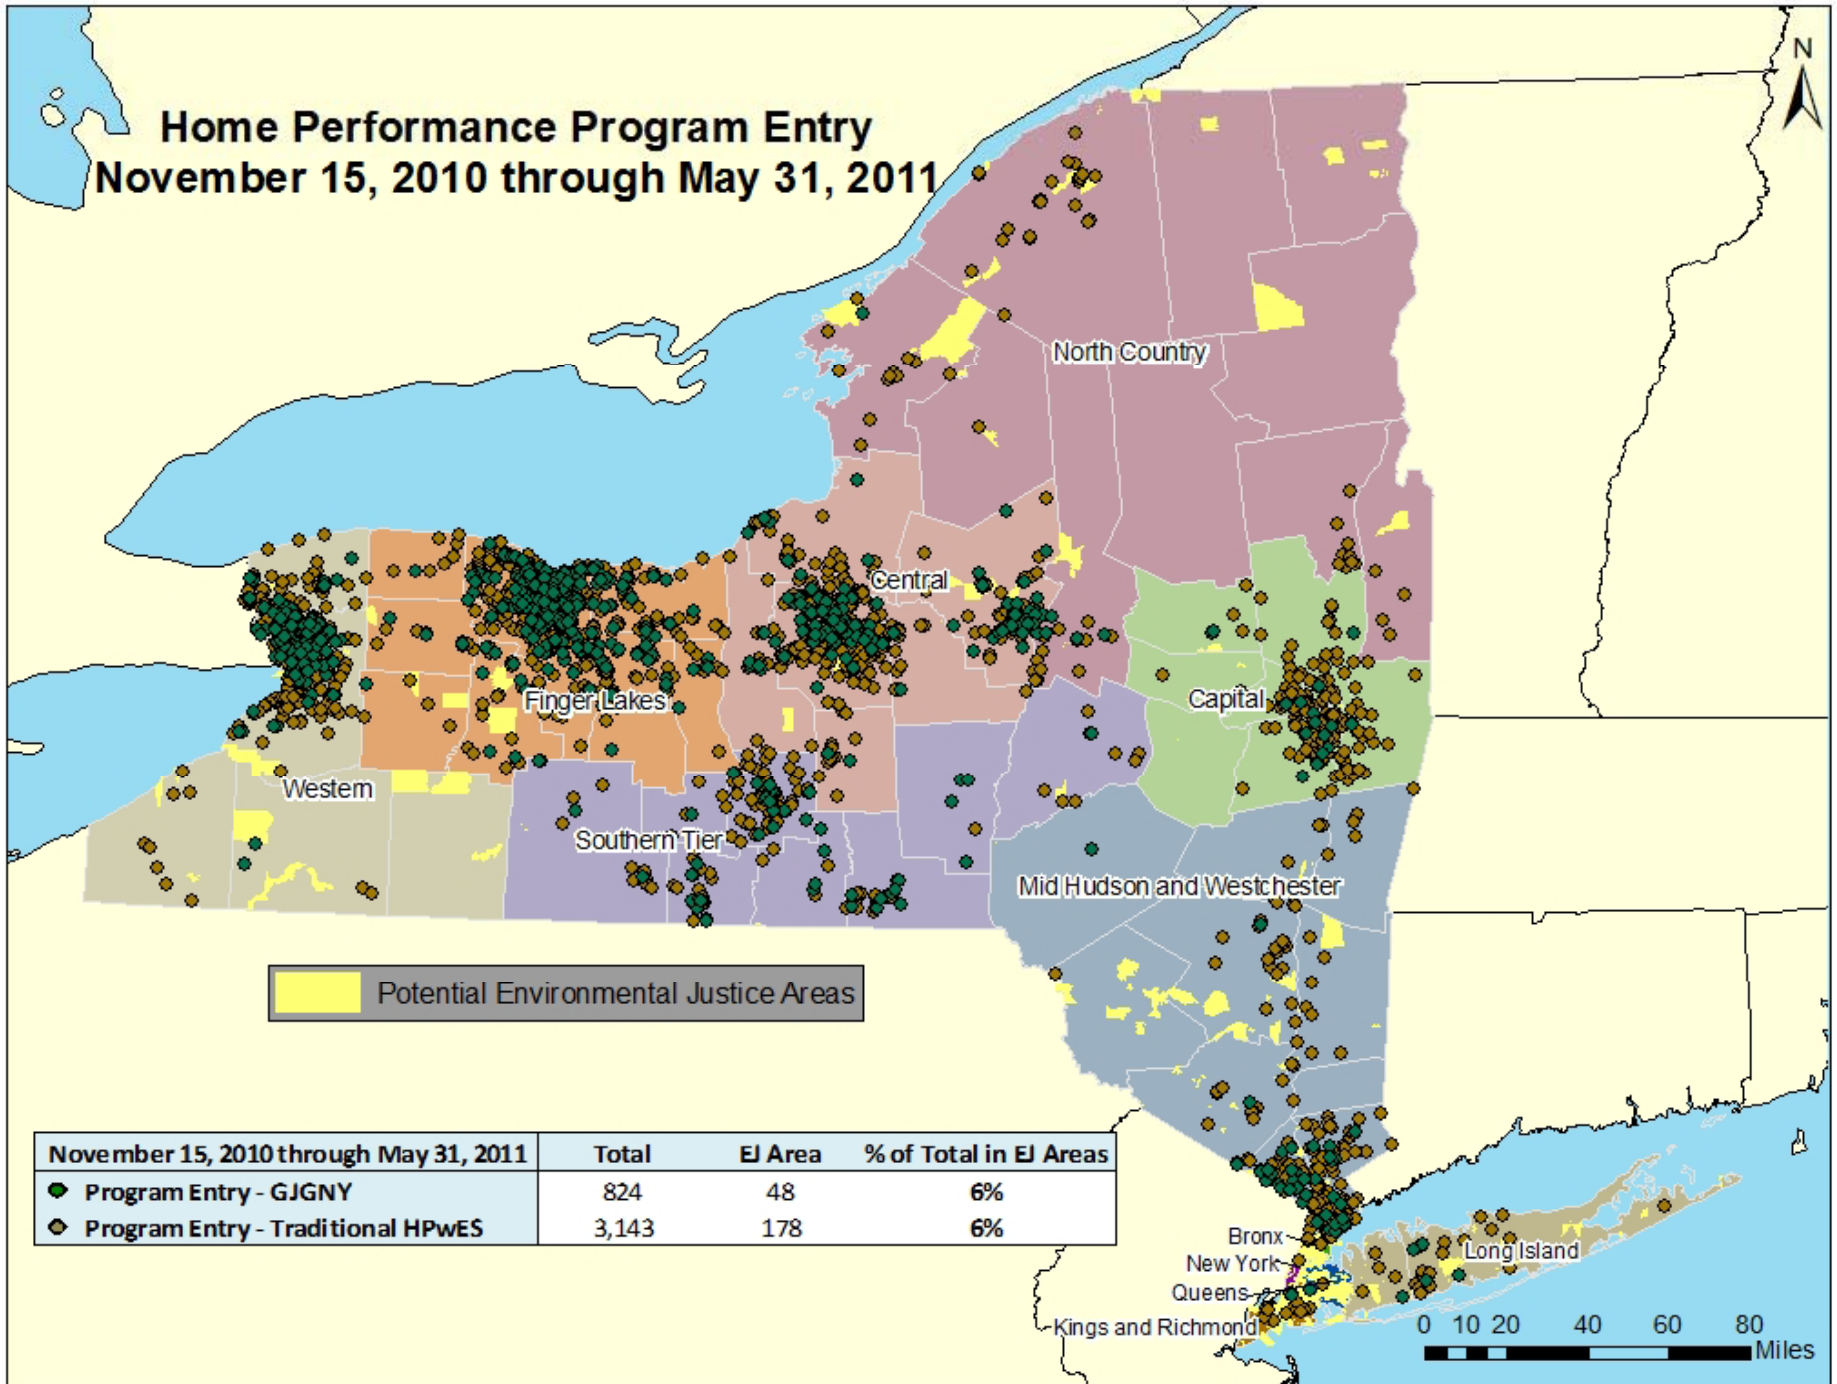 N
Home Performance Program Entry
November 15, 2010 through May 31, 2011
North Country
Central
Finger Lakes
Capital
Western
Southern Tier
Mid Hudson and Westchester
Potential Environmental Justice Areas
November 15, 2010 through May 31, 2011 Total EJ Area % of Total in EJ Areas
Program Entry - GJGNY 824 48 6%
Program Entry - Traditional HPwES 3,143 178 6%
Bronx
New York
Long Island
Queens
Kings and Richmond
0 10 20 40 60 80
Miles